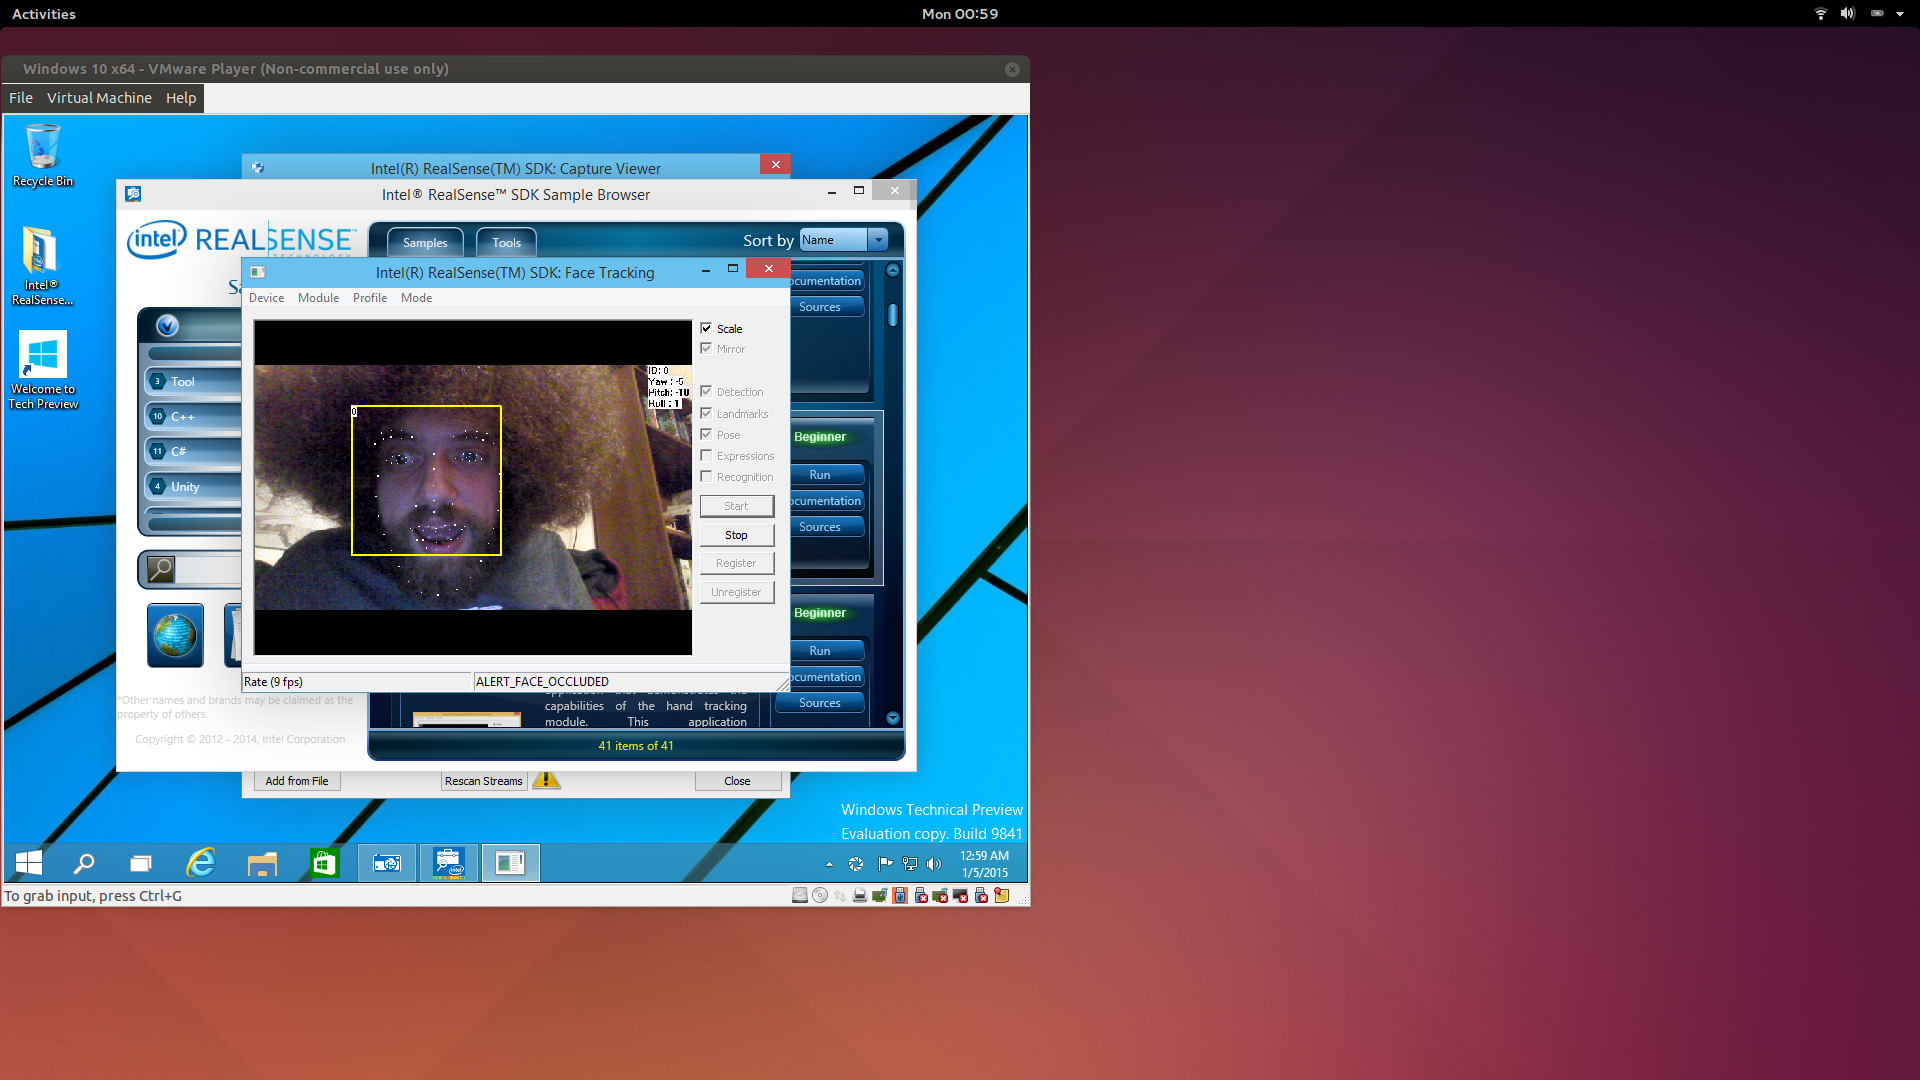 Activities
Mon 00:59
Windows 10 x64 - VMware Player (Non-commercial use only)
File Virtual Machine Help
Recycle Bin
Intel®
RealSense...
Welcome to
Tech Preview
Intel(R) RealSense(TM) SDK: Capture Viewer
Intel® RealSense™ SDK Sample Browser
intel REALSENSE™
TECHNOLOGY
Samples
Tools
Sort by
Name
3 Tool
10 C++
11 C#
4 Unity
*Other names and brands may be claimed as the
property of others.
Copyright © 2012 - 2014, Intel Corporation
Intel(R) RealSense(TM) SDK: Face Tracking
Device Module Profile Mode
ID: 0
Yaw : -5
Pitch: -10
Roll : 1
0
Scale
Mirror
Detection
Landmarks
Pose
Expressions
Recognition
Start
Stop
Register
Unregister
Rate (9 fps)
ALERT_FACE_OCCLUDED
ocumentation
Sources
Beginner
Run
ocumentation
Sources
Beginner
Run
ocumentation
Sources
application that demonstrates the
capabilities of the hand tracking
module. This application
41 items of 41
Add from File
Rescan Streams
Close
Windows Technical Preview
Evaluation copy. Build 9841
12:59 AM
1/5/2015
To grab input, press Ctrl+G